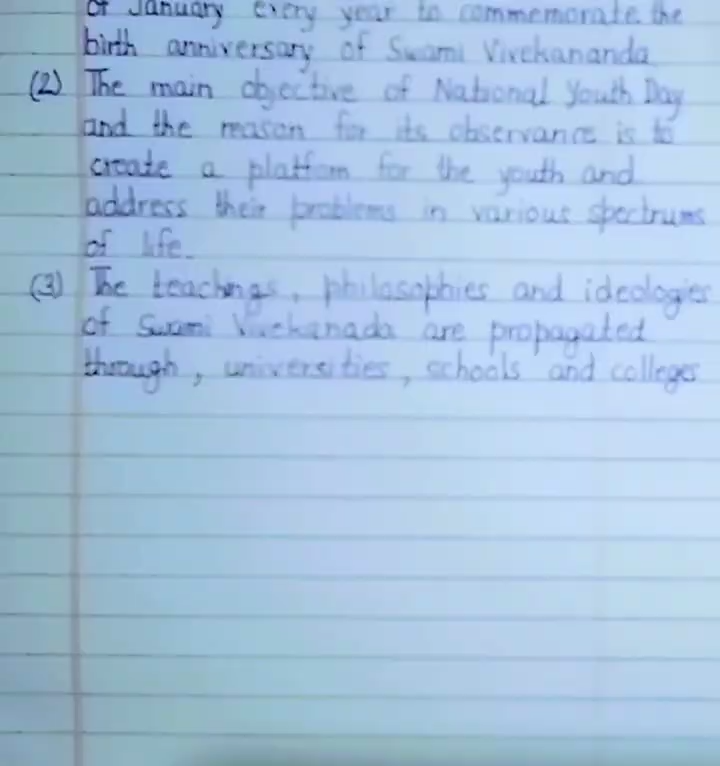 of January every year to commemorate the
birth anniversary of Swami Vivekananda
(2) The main objective of National Youth Day
and the reason for its observance is to
create a platfom for the youth and
address their problems in various spectrums
of life.
(3) The teachings, philosophies and ideologies
of Swami Vivekanada are propagated
through, universities, schools and colleges